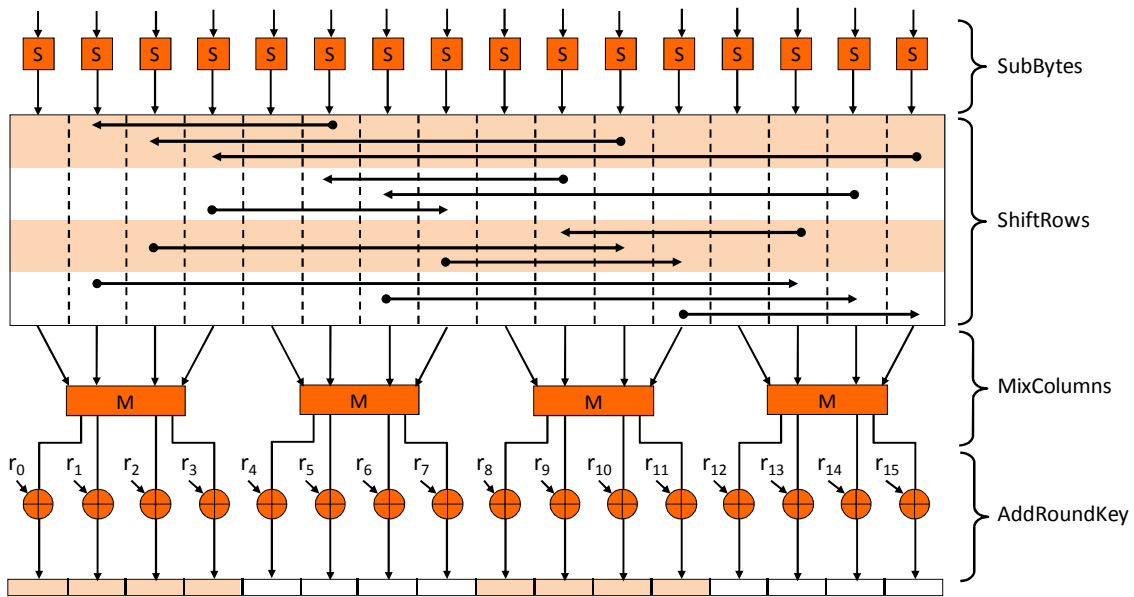 S S S S S S S S S S S S S S S S
SubBytes
ShiftRows
M M M M
MixColumns
r0 r1 r2 r3 r4 r5 r6 r7 r8 r9 r10 r11 r12 r13 r14 r15
AddRoundKey